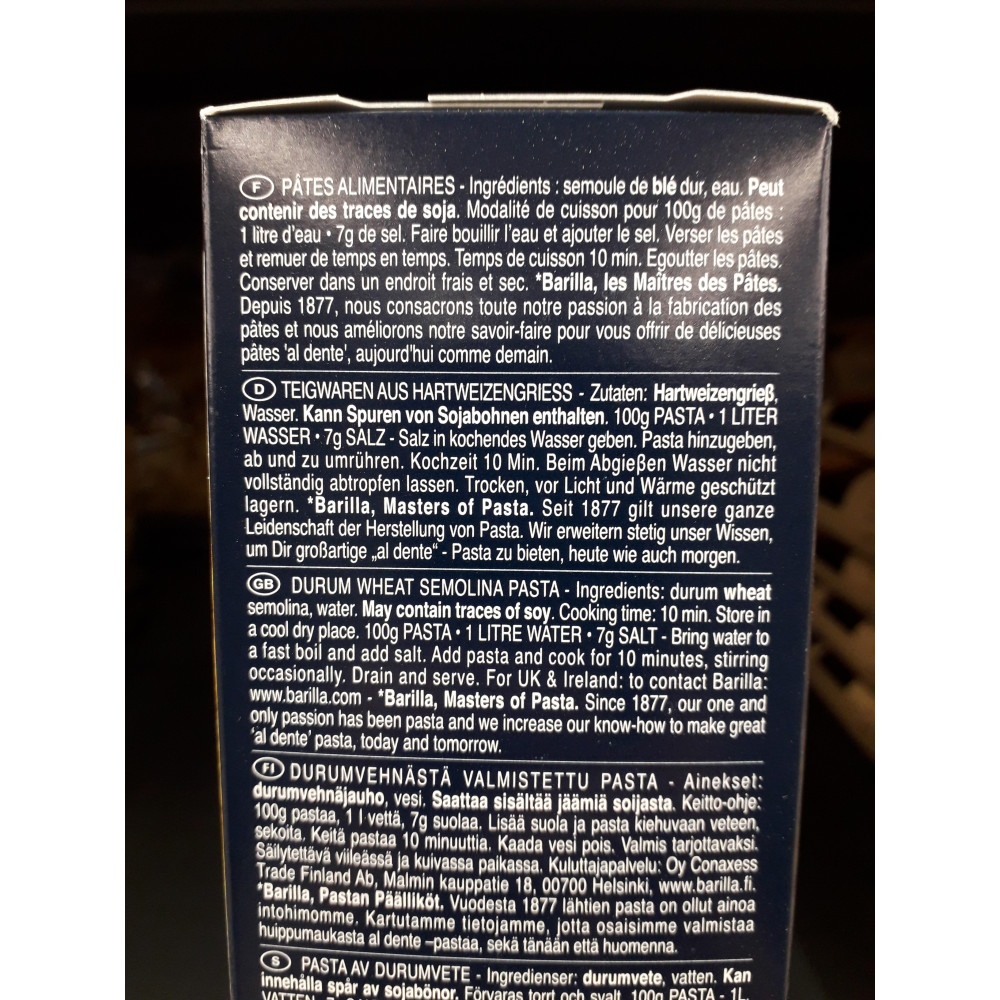 F PÂTES ALIMENTAIRES - Ingrédients : semoule de blé dur, eau. Peut
contenir des traces de soja. Modalité de cuisson pour 100g de pâtes :
1 litre d'eau • 7g de sel. Faire bouillir l'eau et ajouter le sel. Verser les pâtes
et remuer de temps en temps. Temps de cuisson 10 min. Egoutter les pâtes.
Conserver dans un endroit frais et sec. *Barilla, les Maîtres des Pâtes.
Depuis 1877, nous consacrons toute notre passion à la fabrication des
pâtes et nous améliorons notre savoir-faire pour vous offrir de délicieuses
pâtes 'al dente', aujourd'hui comme demain.
D TEIGWAREN AUS HARTWEIZENGRIESS - Zutaten: Hartweizengrieß,
Wasser. Kann Spuren von Sojabohnen enthalten. 100g PASTA • 1 LITER
WASSER • 7g SALZ - Salz in kochendes Wasser geben. Pasta hinzugeben,
ab und zu umrühren. Kochzeit 10 Min. Beim Abgießen Wasser nicht
vollständig abtropfen lassen. Trocken, vor Licht und Wärme geschützt
lagern. *Barilla, Masters of Pasta. Seit 1877 gilt unsere ganze
Leidenschaft der Herstellung von Pasta. Wir erweitern stetig unser Wissen,
um Dir großartige „al dente“ - Pasta zu bieten, heute wie auch morgen.
GB DURUM WHEAT SEMOLINA PASTA - Ingredients: durum wheat
semolina, water. May contain traces of soy. Cooking time: 10 min. Store in
a cool dry place. 100g PASTA • 1 LITRE WATER • 7g SALT - Bring water to
a fast boil and add salt. Add pasta and cook for 10 minutes, stirring
occasionally. Drain and serve. For UK & Ireland: to contact Barilla:
www.barilla.com - *Barilla, Masters of Pasta. Since 1877, our one and
only passion has been pasta and we increase our know-how to make great
'al dente' pasta, today and tomorrow.
FI DURUMVEHNÄSTÄ VALMISTETTU PASTA - Ainekset:
durumvehnäjauho, vesi. Saattaa sisältää jäämiä soijasta. Keitto-ohje:
100g pastaa, 1 l vettä, 7g suolaa. Lisää suola ja pasta kiehuvaan veteen,
sekoita. Keitä pastaa 10 minuuttia. Kaada vesi pois. Valmis tarjottavaksi.
Säilytettävä viileässä ja kuivassa paikassa. Kuluttajapalvelu: Oy Conaxess
Trade Finland Ab, Malmin kauppatie 18, 00700 Helsinki, www.barilla.fi.
*Barilla, Pastan Päälliköt. Vuodesta 1877 lähtien pasta on ollut ainoa
intohimomme. Kartutamme tietojamme, jotta osaisimme valmistaa
huippumaukasta al dente –pastaa, sekä tänään että huomenna.
S PASTA AV DURUMVETE - Ingredienser: durumvete, vatten. Kan
innehålla spår av sojabönor. Förvaras torrt och svalt. 100g PASTA - 1L
VATTEN - 7g